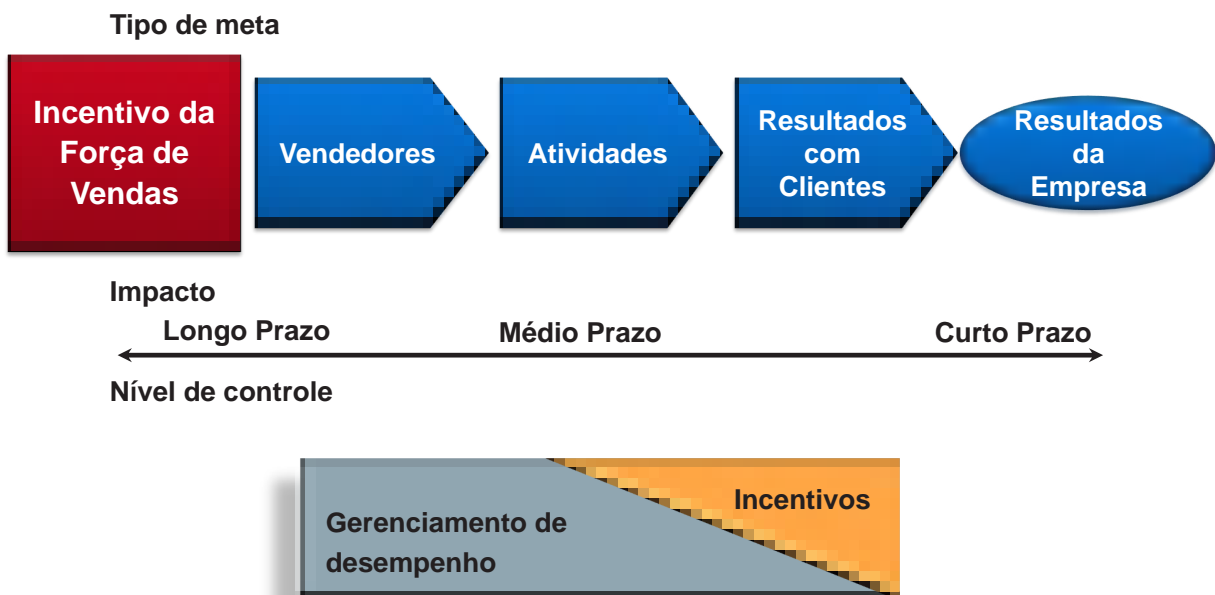 Tipo de meta
Incentivo da
Força de
Vendas
Vendedores
Atividades
Resultados
com
Clientes
Resultados
da
Empresa
Impacto
Longo Prazo
Médio Prazo
Curto Prazo
Nível de controle
Gerenciamento de
desempenho
Incentivos